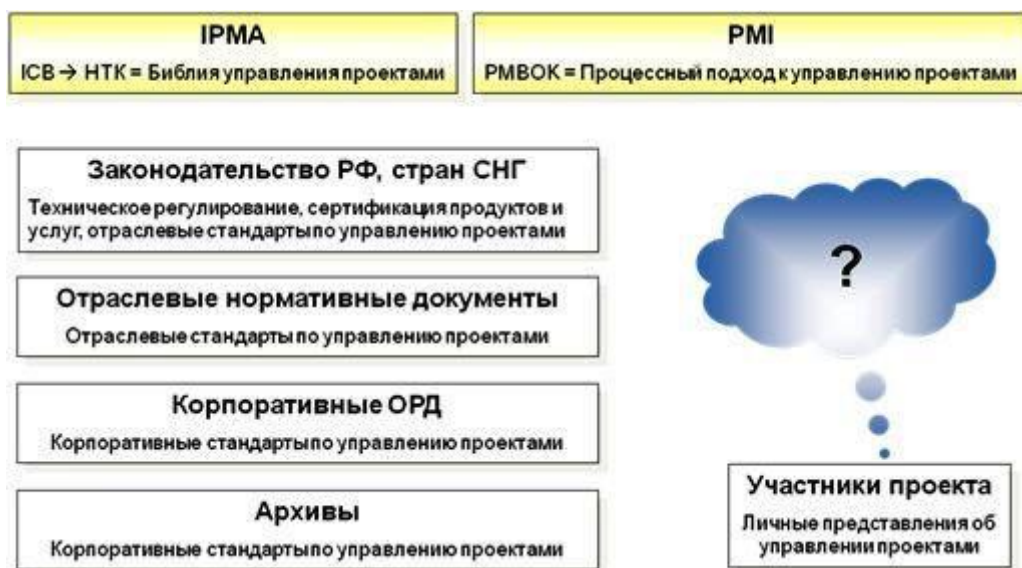 IPMA
ICB → НТК = Библия управления проектами
PMI
PMBOK = Процессный подход к управлению проектами
Законодательство РФ, стран СНГ
Техническое регулирование, сертификация продуктов и
услуг, отраслевые стандарты по управлению проектами
Отраслевые нормативные документы
Отраслевые стандарты по управлению проектами
Корпоративные ОРД
Корпоративные стандарты по управлению проектами
Архивы
Корпоративные стандарты по управлению проектами
?
Участники проекта
Личные представления об
управлении проектами